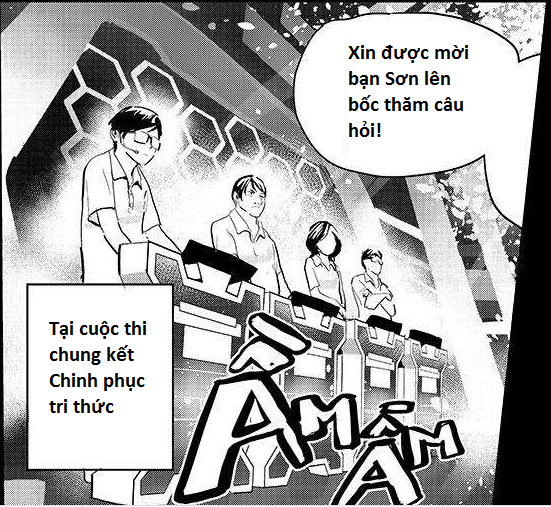 Xin được mời
bạn Sơn lên
bốc thăm câu
hỏi!
Tại cuộc thi
chung kết
Chinh phục
tri thức
ẦM ẦM